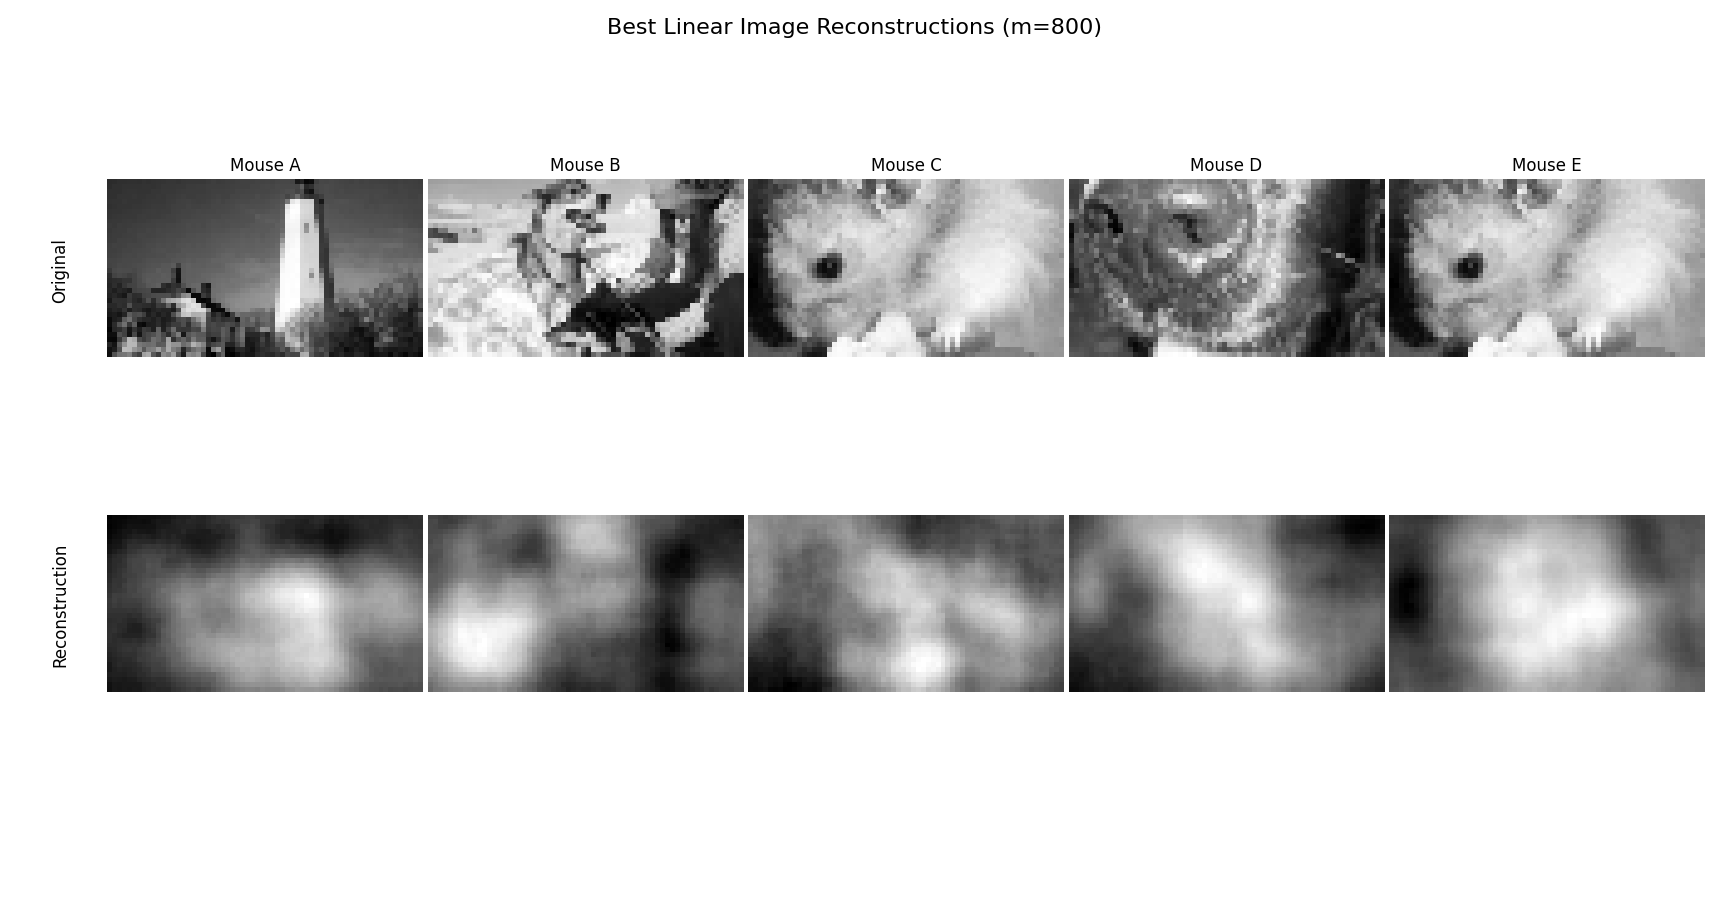 Best Linear Image Reconstructions (m=800)
Mouse A
Mouse B
Mouse C
Mouse D
Mouse E
Original
Reconstruction